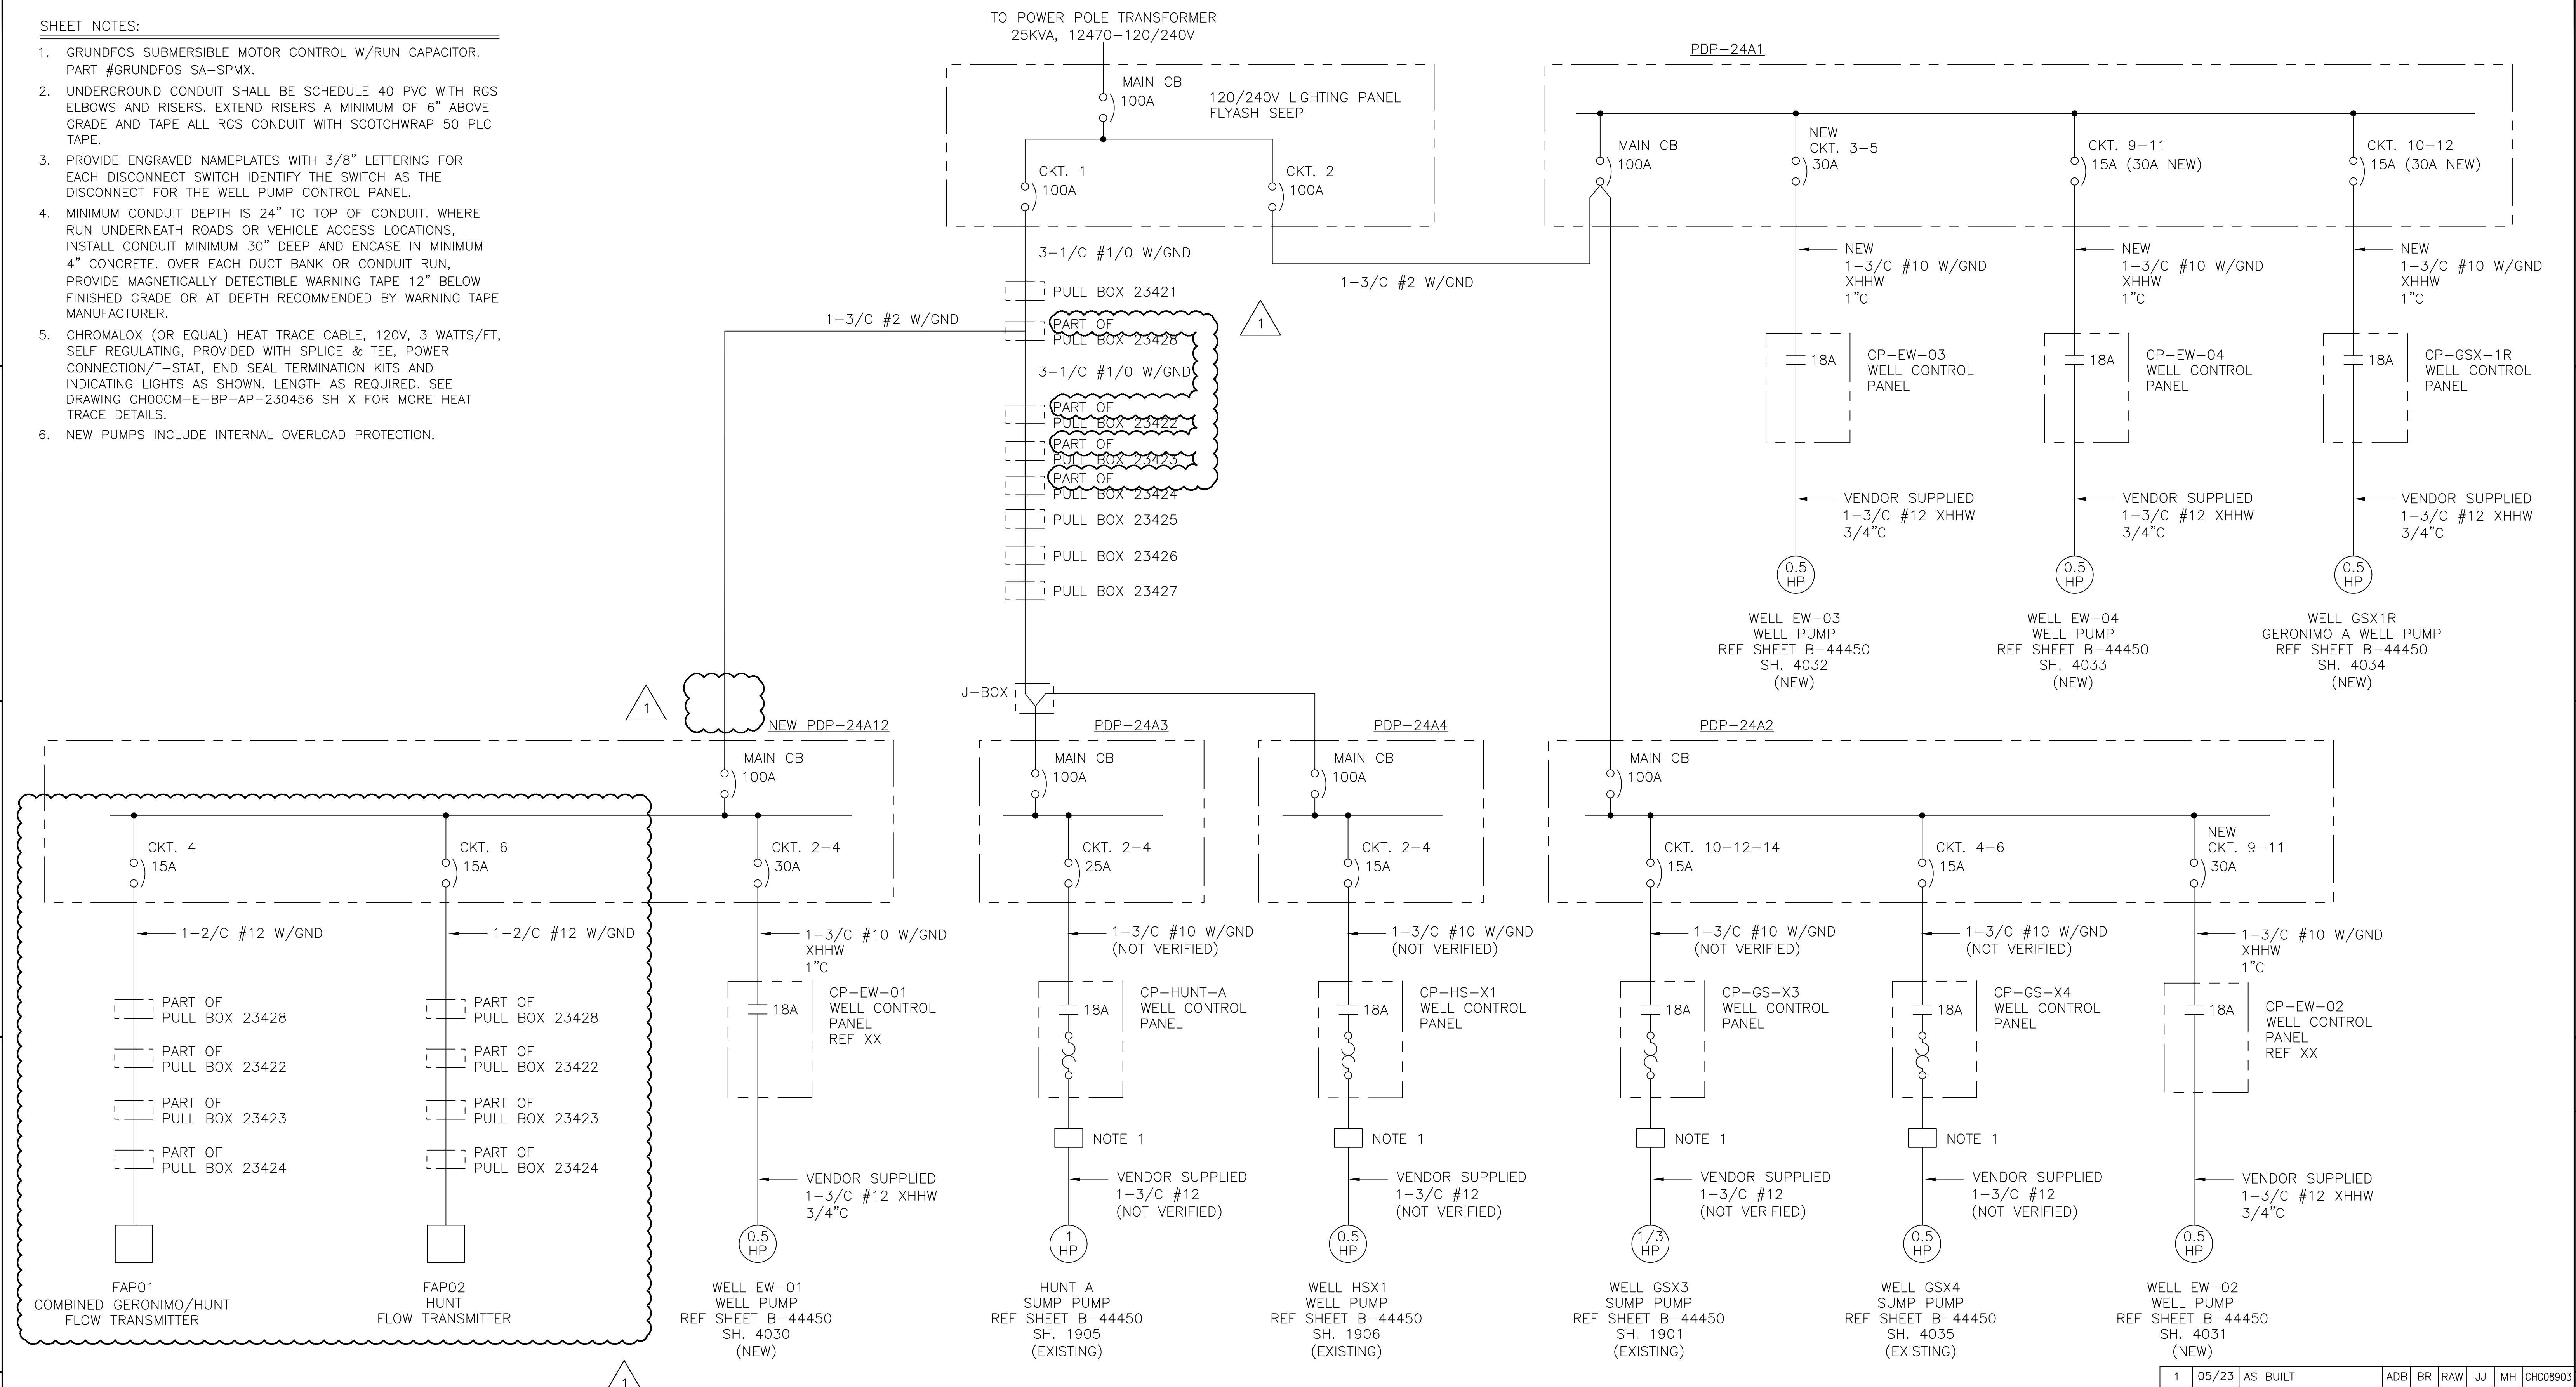 SHEET NOTES:
1. GRUNDFOS SUBMERSIBLE MOTOR CONTROL W/RUN CAPACITOR.
PART #GRUNDFOS SA-SPMX.
2. UNDERGROUND CONDUIT SHALL BE SCHEDULE 40 PVC WITH RGS
ELBOWS AND RISERS. EXTEND RISERS A MINIMUM OF 6" ABOVE
GRADE AND TAPE ALL RGS CONDUIT WITH SCOTCHWRAP 50 PLC
TAPE.
3. PROVIDE ENGRAVED NAMEPLATES WITH 3/8" LETTERING FOR
EACH DISCONNECT SWITCH IDENTIFY THE SWITCH AS THE
DISCONNECT FOR THE WELL PUMP CONTROL PANEL.
4. MINIMUM CONDUIT DEPTH IS 24" TO TOP OF CONDUIT. WHERE
RUN UNDERNEATH ROADS OR VEHICLE ACCESS LOCATIONS,
INSTALL CONDUIT MINIMUM 30" DEEP AND ENCASE IN MINIMUM
4" CONCRETE. OVER EACH DUCT BANK OR CONDUIT RUN,
PROVIDE MAGNETICALLY DETECTIBLE WARNING TAPE 12" BELOW
FINISHED GRADE OR AT DEPTH RECOMMENDED BY WARNING TAPE
MANUFACTURER.
5. CHROMALOX (OR EQUAL) HEAT TRACE CABLE, 120V, 3 WATTS/FT,
SELF REGULATING, PROVIDED WITH SPLICE & TEE, POWER
CONNECTION/T-STAT, END SEAL TERMINATION KITS AND
INDICATING LIGHTS AS SHOWN. LENGTH AS REQUIRED. SEE
DRAWING CH00CM-E-BP-AP-230456 SH X FOR MORE HEAT
TRACE DETAILS.
6. NEW PUMPS INCLUDE INTERNAL OVERLOAD PROTECTION.
TO POWER POLE TRANSFORMER
25KVA, 12470-120/240V
MAIN CB
100A
120/240V LIGHTING PANEL
FLYASH SEEP
CKT. 1
100A
CKT. 2
100A
3-1/C #1/0 W/GND
1-3/C #2 W/GND
PULL BOX 23421
1-3/C #2 W/GND
PART OF
PULL BOX 23428
1
3-1/C #1/0 W/GND
PART OF
PULL BOX 23422
PART OF
PULL BOX 23423
PART OF
PULL BOX 23424
PULL BOX 23425
PULL BOX 23426
PULL BOX 23427
J-BOX
PDP-24A1
MAIN CB
100A
NEW
CKT. 3-5
30A
CKT. 9-11
15A (30A NEW)
CKT. 10-12
15A (30A NEW)
NEW
1-3/C #10 W/GND
XHHW
1"C
NEW
1-3/C #10 W/GND
XHHW
1"C
NEW
1-3/C #10 W/GND
XHHW
1"C
18A
CP-EW-03
WELL CONTROL
PANEL
18A
CP-EW-04
WELL CONTROL
PANEL
18A
CP-GSX-1R
WELL CONTROL
PANEL
VENDOR SUPPLIED
1-3/C #12 XHHW
3/4"C
VENDOR SUPPLIED
1-3/C #12 XHHW
3/4"C
VENDOR SUPPLIED
1-3/C #12 XHHW
3/4"C
0.5
HP
0.5
HP
0.5
HP
WELL EW-03
WELL PUMP
REF SHEET B-44450
SH. 4032
(NEW)
WELL EW-04
WELL PUMP
REF SHEET B-44450
SH. 4033
(NEW)
WELL GSX1R
GERONIMO A WELL PUMP
REF SHEET B-44450
SH. 4034
(NEW)
1
NEW PDP-24A12
MAIN CB
100A
CKT. 4
15A
CKT. 6
15A
CKT. 2-4
30A
1-2/C #12 W/GND
1-2/C #12 W/GND
1-3/C #10 W/GND
XHHW
1"C
PART OF
PULL BOX 23428
PART OF
PULL BOX 23422
PART OF
PULL BOX 23423
PART OF
PULL BOX 23424
PART OF
PULL BOX 23428
PART OF
PULL BOX 23422
PART OF
PULL BOX 23423
PART OF
PULL BOX 23424
18A
CP-EW-01
WELL CONTROL
PANEL
REF XX
VENDOR SUPPLIED
1-3/C #12 XHHW
3/4"C
0.5
HP
FAP01
COMBINED GERONIMO/HUNT
FLOW TRANSMITTER
FAP02
HUNT
FLOW TRANSMITTER
WELL EW-01
WELL PUMP
REF SHEET B-44450
SH. 4030
(NEW)
1
PDP-24A3
MAIN CB
100A
CKT. 2-4
25A
1-3/C #10 W/GND
(NOT VERIFIED)
18A
CP-HUNT-A
WELL CONTROL
PANEL
NOTE 1
VENDOR SUPPLIED
1-3/C #12
(NOT VERIFIED)
1
HP
HUNT A
SUMP PUMP
REF SHEET B-44450
SH. 1905
(EXISTING)
PDP-24A4
MAIN CB
100A
CKT. 2-4
15A
1-3/C #10 W/GND
(NOT VERIFIED)
18A
CP-HS-X1
WELL CONTROL
PANEL
NOTE 1
VENDOR SUPPLIED
1-3/C #12
(NOT VERIFIED)
0.5
HP
WELL HSX1
WELL PUMP
REF SHEET B-44450
SH. 1906
(EXISTING)
PDP-24A2
MAIN CB
100A
CKT. 10-12-14
15A
CKT. 4-6
15A
NEW
CKT. 9-11
30A
1-3/C #10 W/GND
(NOT VERIFIED)
1-3/C #10 W/GND
(NOT VERIFIED)
1-3/C #10 W/GND
XHHW
1"C
18A
CP-GS-X3
WELL CONTROL
PANEL
18A
CP-GS-X4
WELL CONTROL
PANEL
18A
CP-EW-02
WELL CONTROL
PANEL
REF XX
NOTE 1
NOTE 1
VENDOR SUPPLIED
1-3/C #12
(NOT VERIFIED)
VENDOR SUPPLIED
1-3/C #12
(NOT VERIFIED)
VENDOR SUPPLIED
1-3/C #12 XHHW
3/4"C
1/3
HP
0.5
HP
0.5
HP
WELL GSX3
SUMP PUMP
REF SHEET B-44450
SH. 1901
(EXISTING)
WELL GSX4
SUMP PUMP
REF SHEET B-44450
SH. 4035
(EXISTING)
WELL EW-02
WELL PUMP
REF SHEET B-44450
SH. 4031
(NEW)
1 05/23 AS BUILT ADB BR RAW JJ MH CHC08903